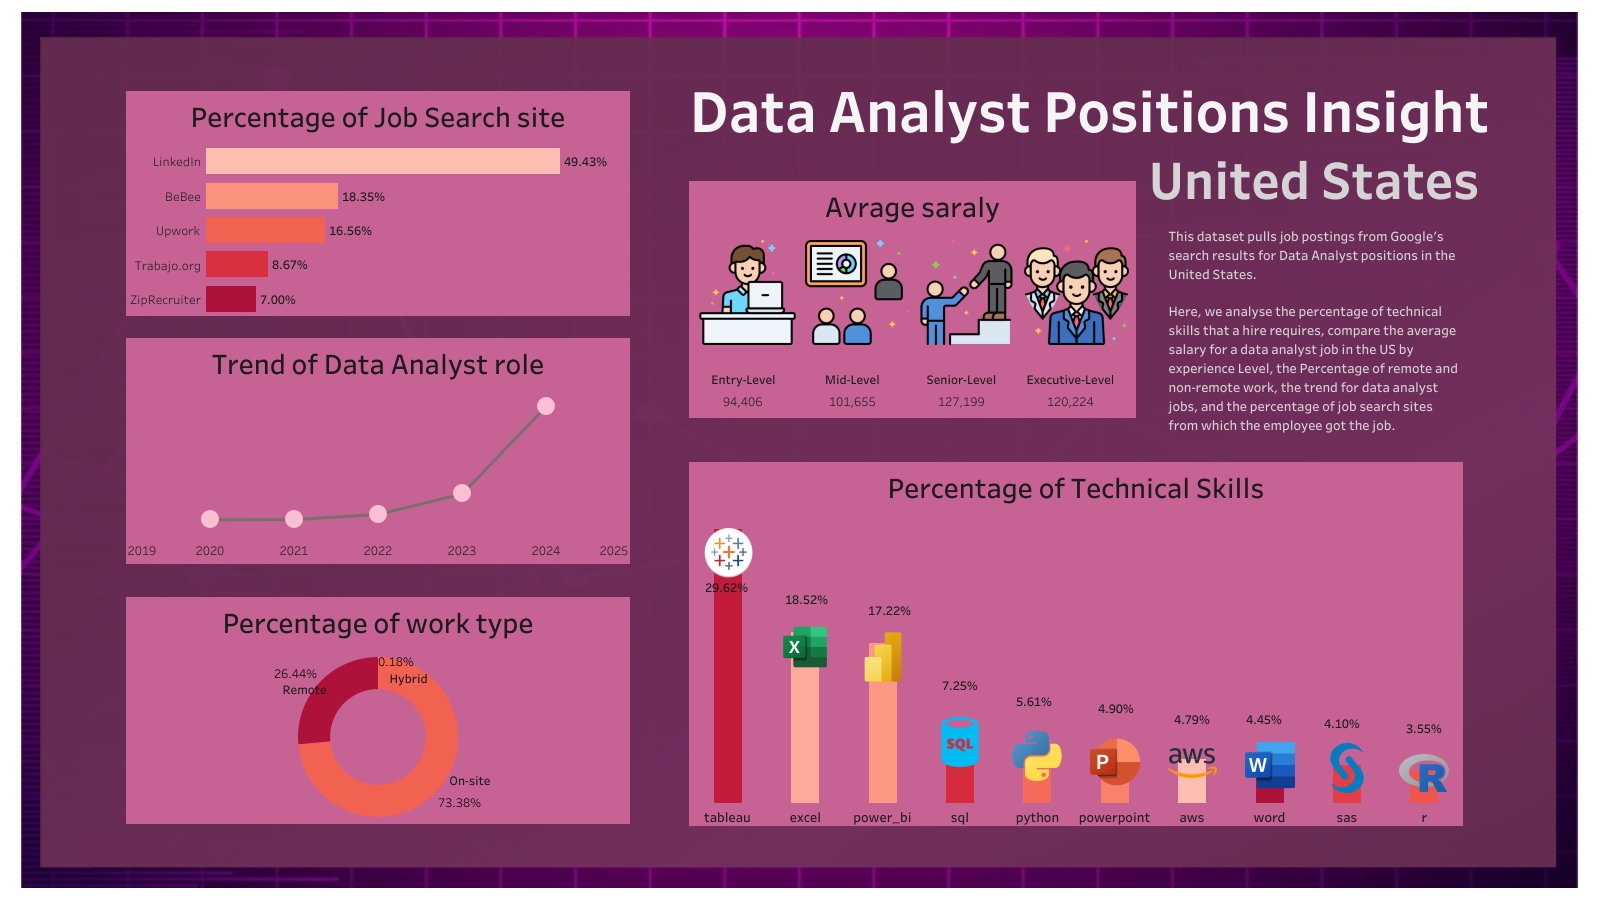 Data Analyst Positions Insight
United States
This dataset pulls job postings from Google’s
search results for Data Analyst positions in the
United States.
Here, we analyse the percentage of technical
skills that a hire requires, compare the average
salary for a data analyst job in the US by
experience Level, the Percentage of remote and
non-remote work, the trend for data analyst
jobs, and the percentage of job search sites
from which the employee got the job.
Percentage of Job Search site
LinkedIn 49.43%
BeBee 18.35%
Upwork 16.56%
Trabajo.org 8.67%
ZipRecruiter 7.00%
Trend of Data Analyst role
2019 2020 2021 2022 2023 2024 2025
Percentage of work type
0.18%
Hybrid
26.44%
Remote
On-site
73.38%
Avrage saraly
Entry-Level Mid-Level Senior-Level Executive-Level
94,406 101,655 127,199 120,224
Percentage of Technical Skills
29.62% 18.52% 17.22% 7.25% 5.61% 4.90% 4.79% 4.45% 4.10% 3.55%
X SQL P aws W R
tableau excel power_bi sql python powerpoint aws word sas r